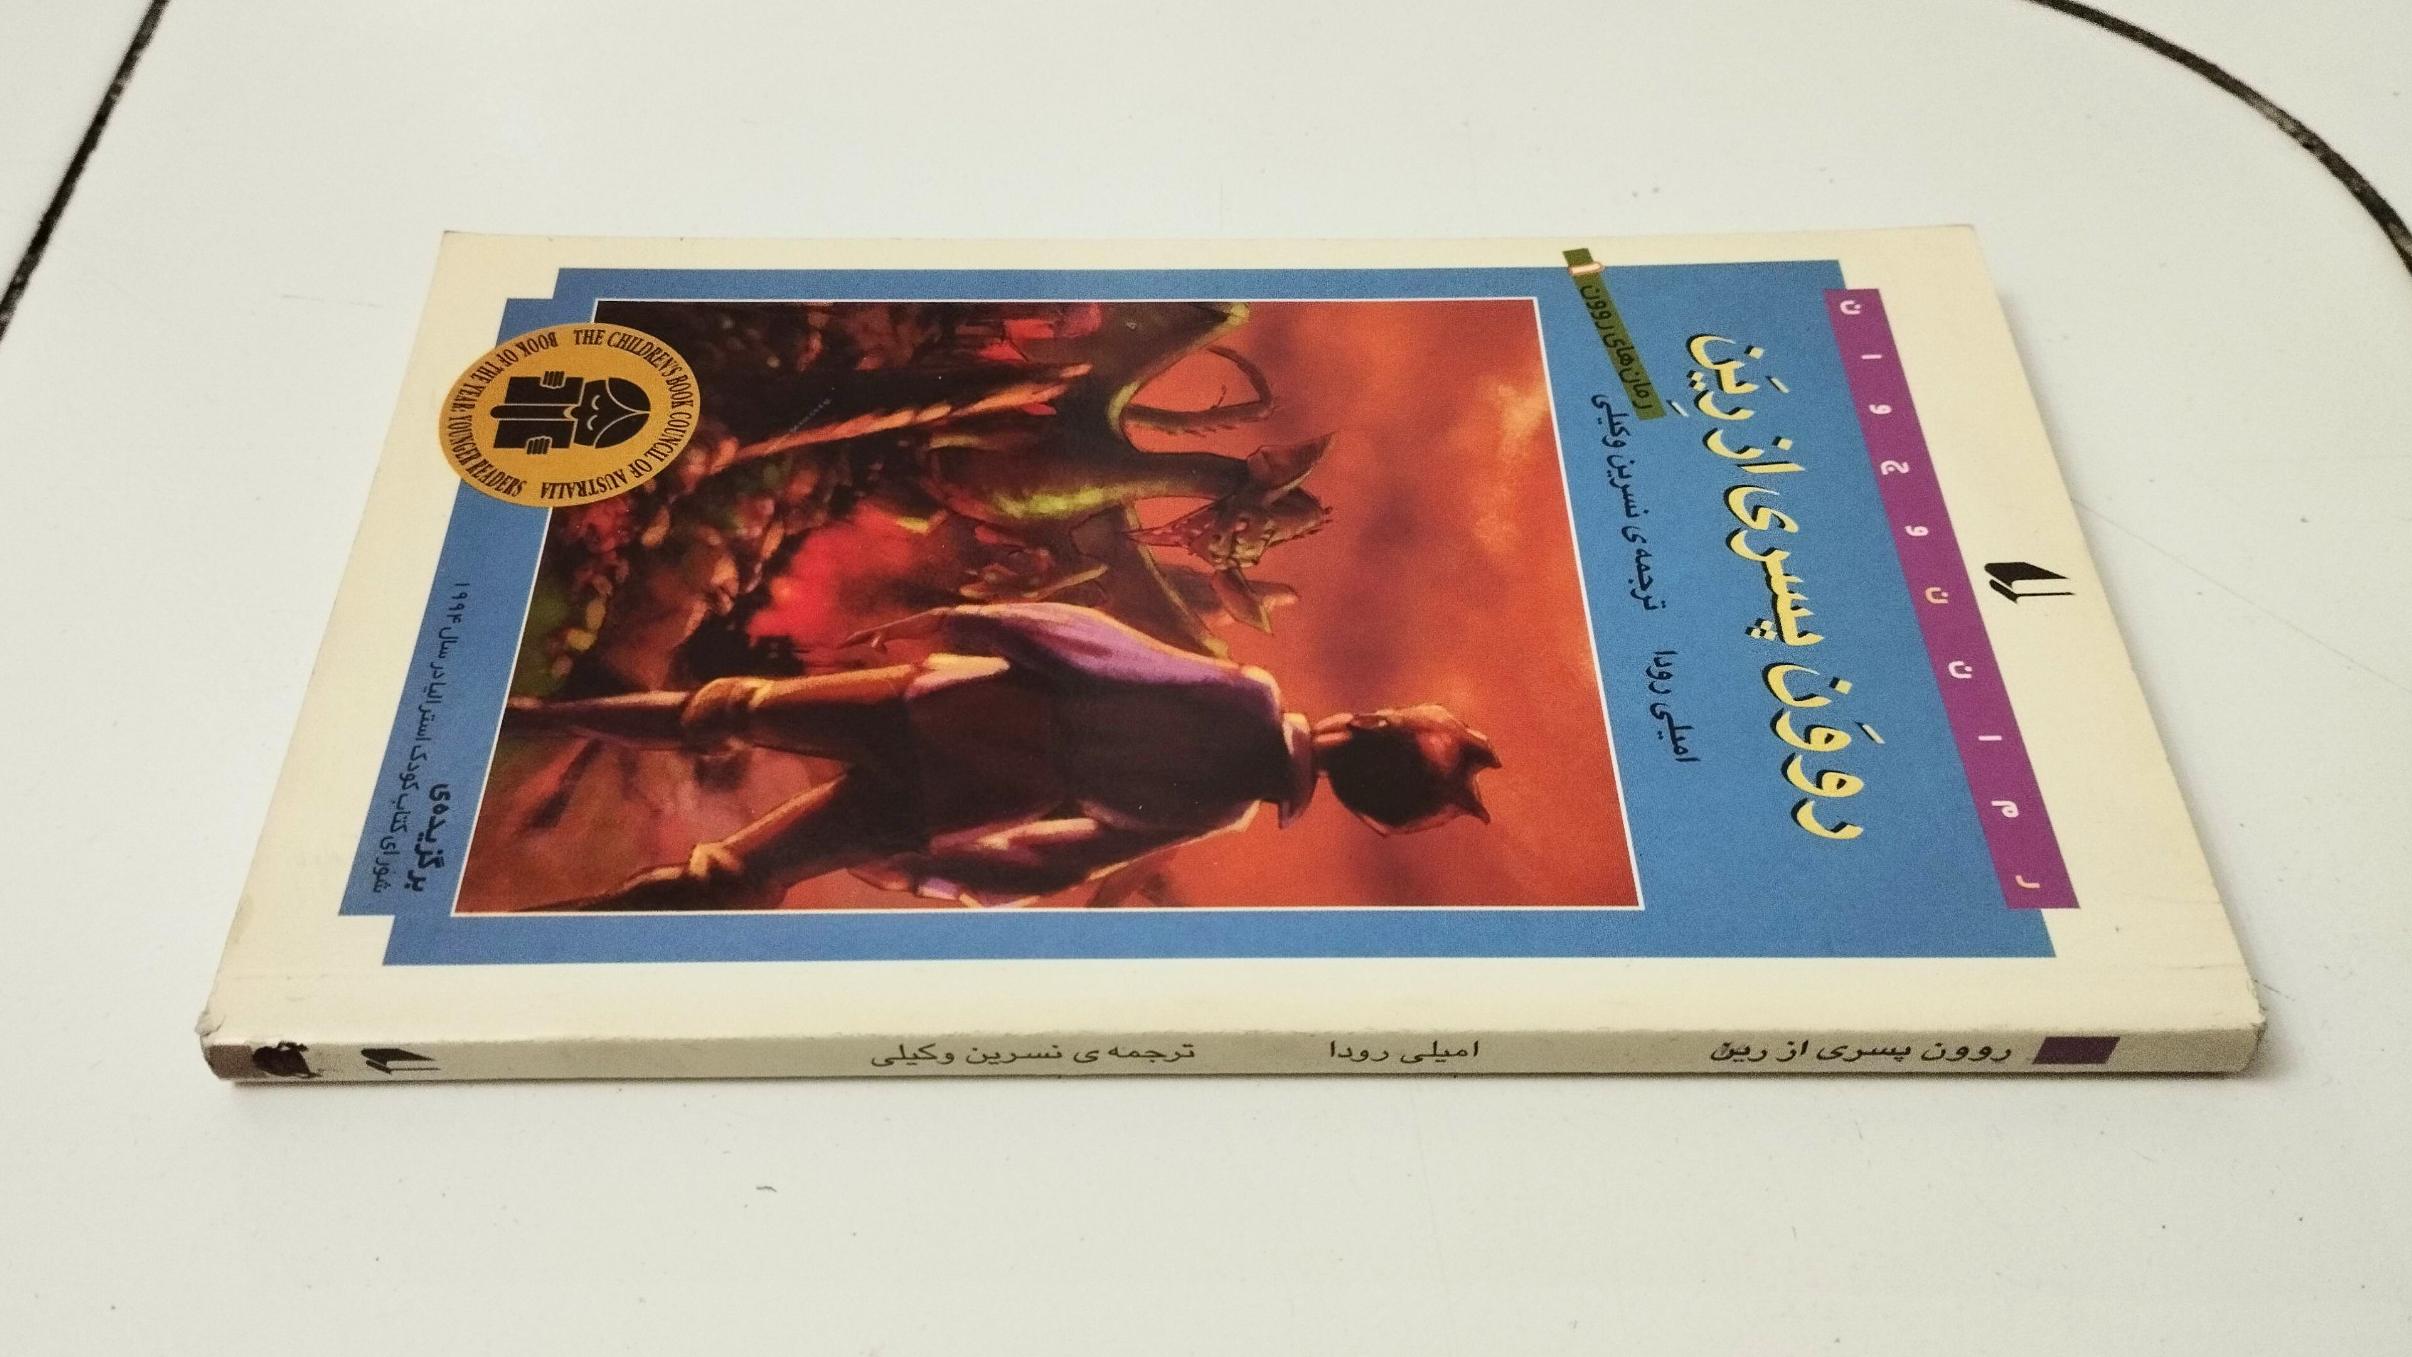 رمان نوجوان
روون پسری از رین
امیلی رودا ترجمه‌ی نسرین وکیلی
رمان‌های روون
۱
THE CHILDREN'S BOOK COUNCIL OF AUSTRALIA
BOOK OF THE YEAR: YOUNGER READERS
برگزیده‌ی
شورای کتاب کودک استرالیا در سال ۱۹۹۴
روون پسری از رین امیلی رودا ترجمه ی نسرین وکیلی